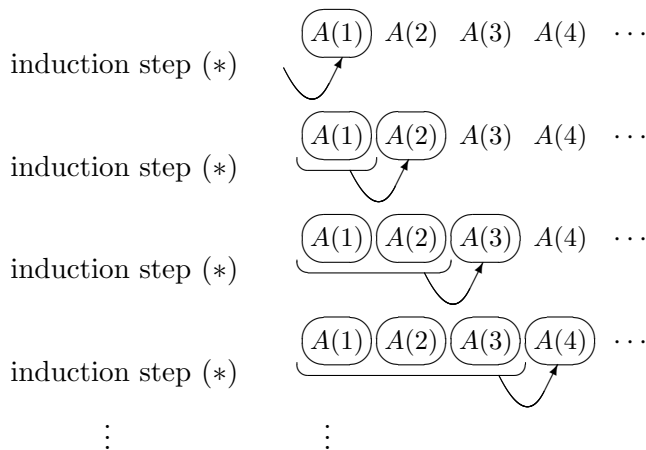 A(1) A(2) A(3) A(4) ⋯
induction step (∗)
A(1) A(2) A(3) A(4) ⋯
induction step (∗)
A(1) A(2) A(3) A(4) ⋯
induction step (∗)
A(1) A(2) A(3) A(4) ⋯
induction step (∗)
⋮ ⋮